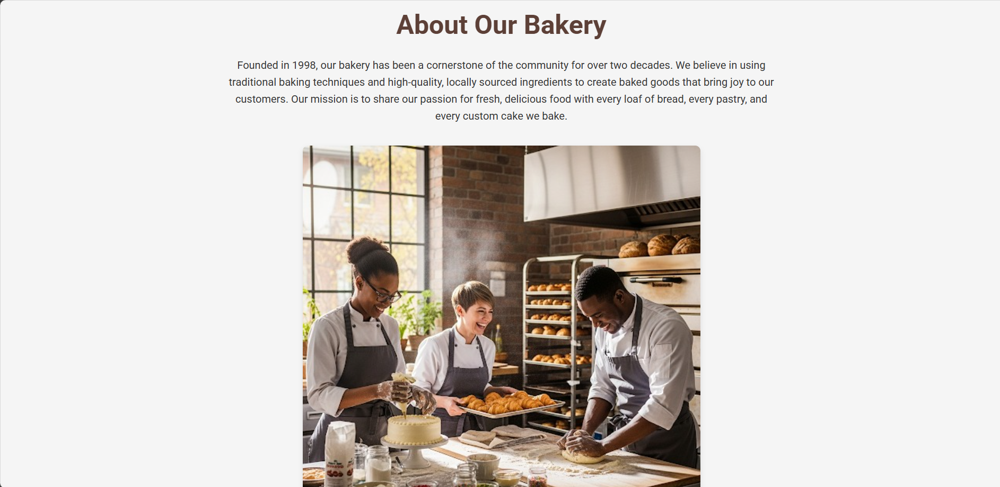 About Our Bakery
Founded in 1998, our bakery has been a cornerstone of the community for over two decades. We believe in using
traditional baking techniques and high-quality, locally sourced ingredients to create baked goods that bring joy to our
customers. Our mission is to share our passion for fresh, delicious food with every loaf of bread, every pastry, and
every custom cake we bake.